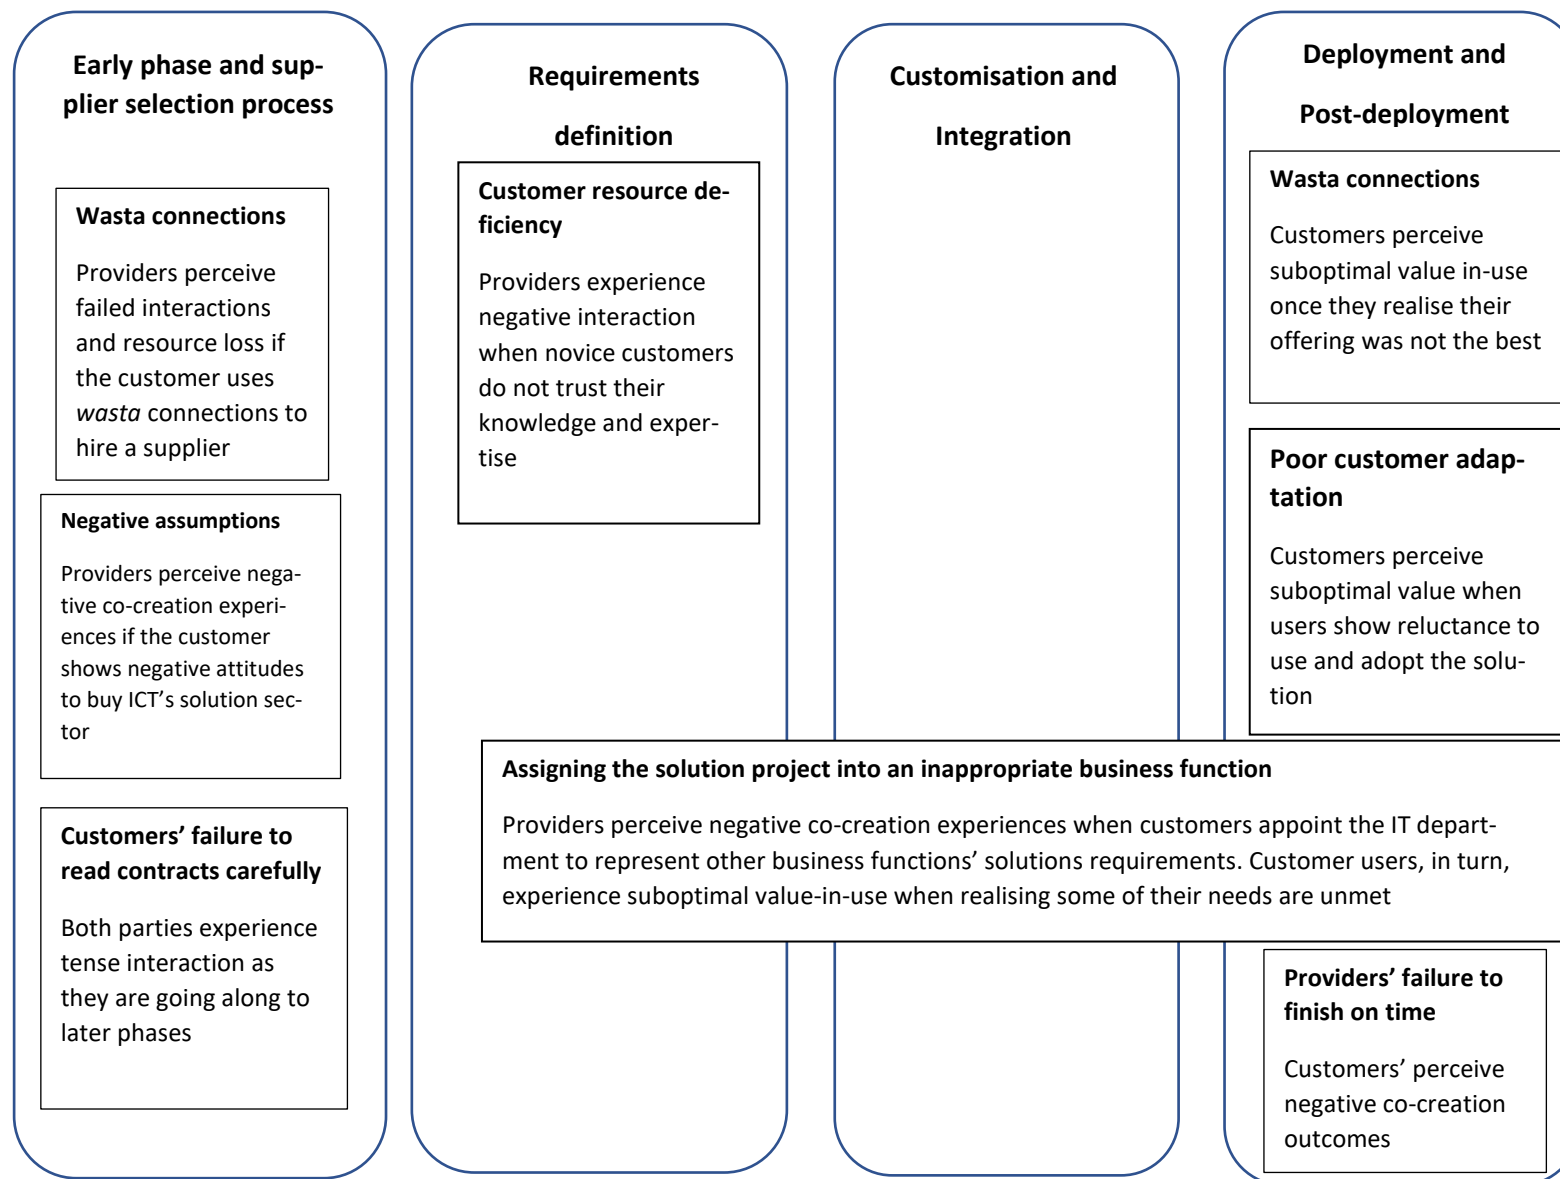 Early phase and sup-
plier selection process
Wasta connections
Providers perceive
failed interactions
and resource loss if
the customer uses
wasta connections to
hire a supplier
Negative assumptions
Providers perceive nega-
tive co-creation experi-
ences if the customer
shows negative attitudes
to buy ICT’s solution sec-
tor
Customers’ failure to
read contracts carefully
Both parties experience
tense interaction as
they are going along to
later phases
Requirements
definition
Customer resource de-
ficiency
Providers experience
negative interaction
when novice customers
do not trust their
knowledge and exper-
tise
Customisation and
Integration
Deployment and
Post-deployment
Wasta connections
Customers perceive
suboptimal value in-use
once they realise their
offering was not the best
Poor customer adap-
tation
Customers perceive
suboptimal value when
users show reluctance to
use and adopt the solu-
tion
Assigning the solution project into an inappropriate business function
Providers perceive negative co-creation experiences when customers appoint the IT depart-
ment to represent other business functions’ solutions requirements. Customer users, in turn,
experience suboptimal value-in-use when realising some of their needs are unmet
Providers’ failure to
finish on time
Customers’ perceive
negative co-creation
outcomes